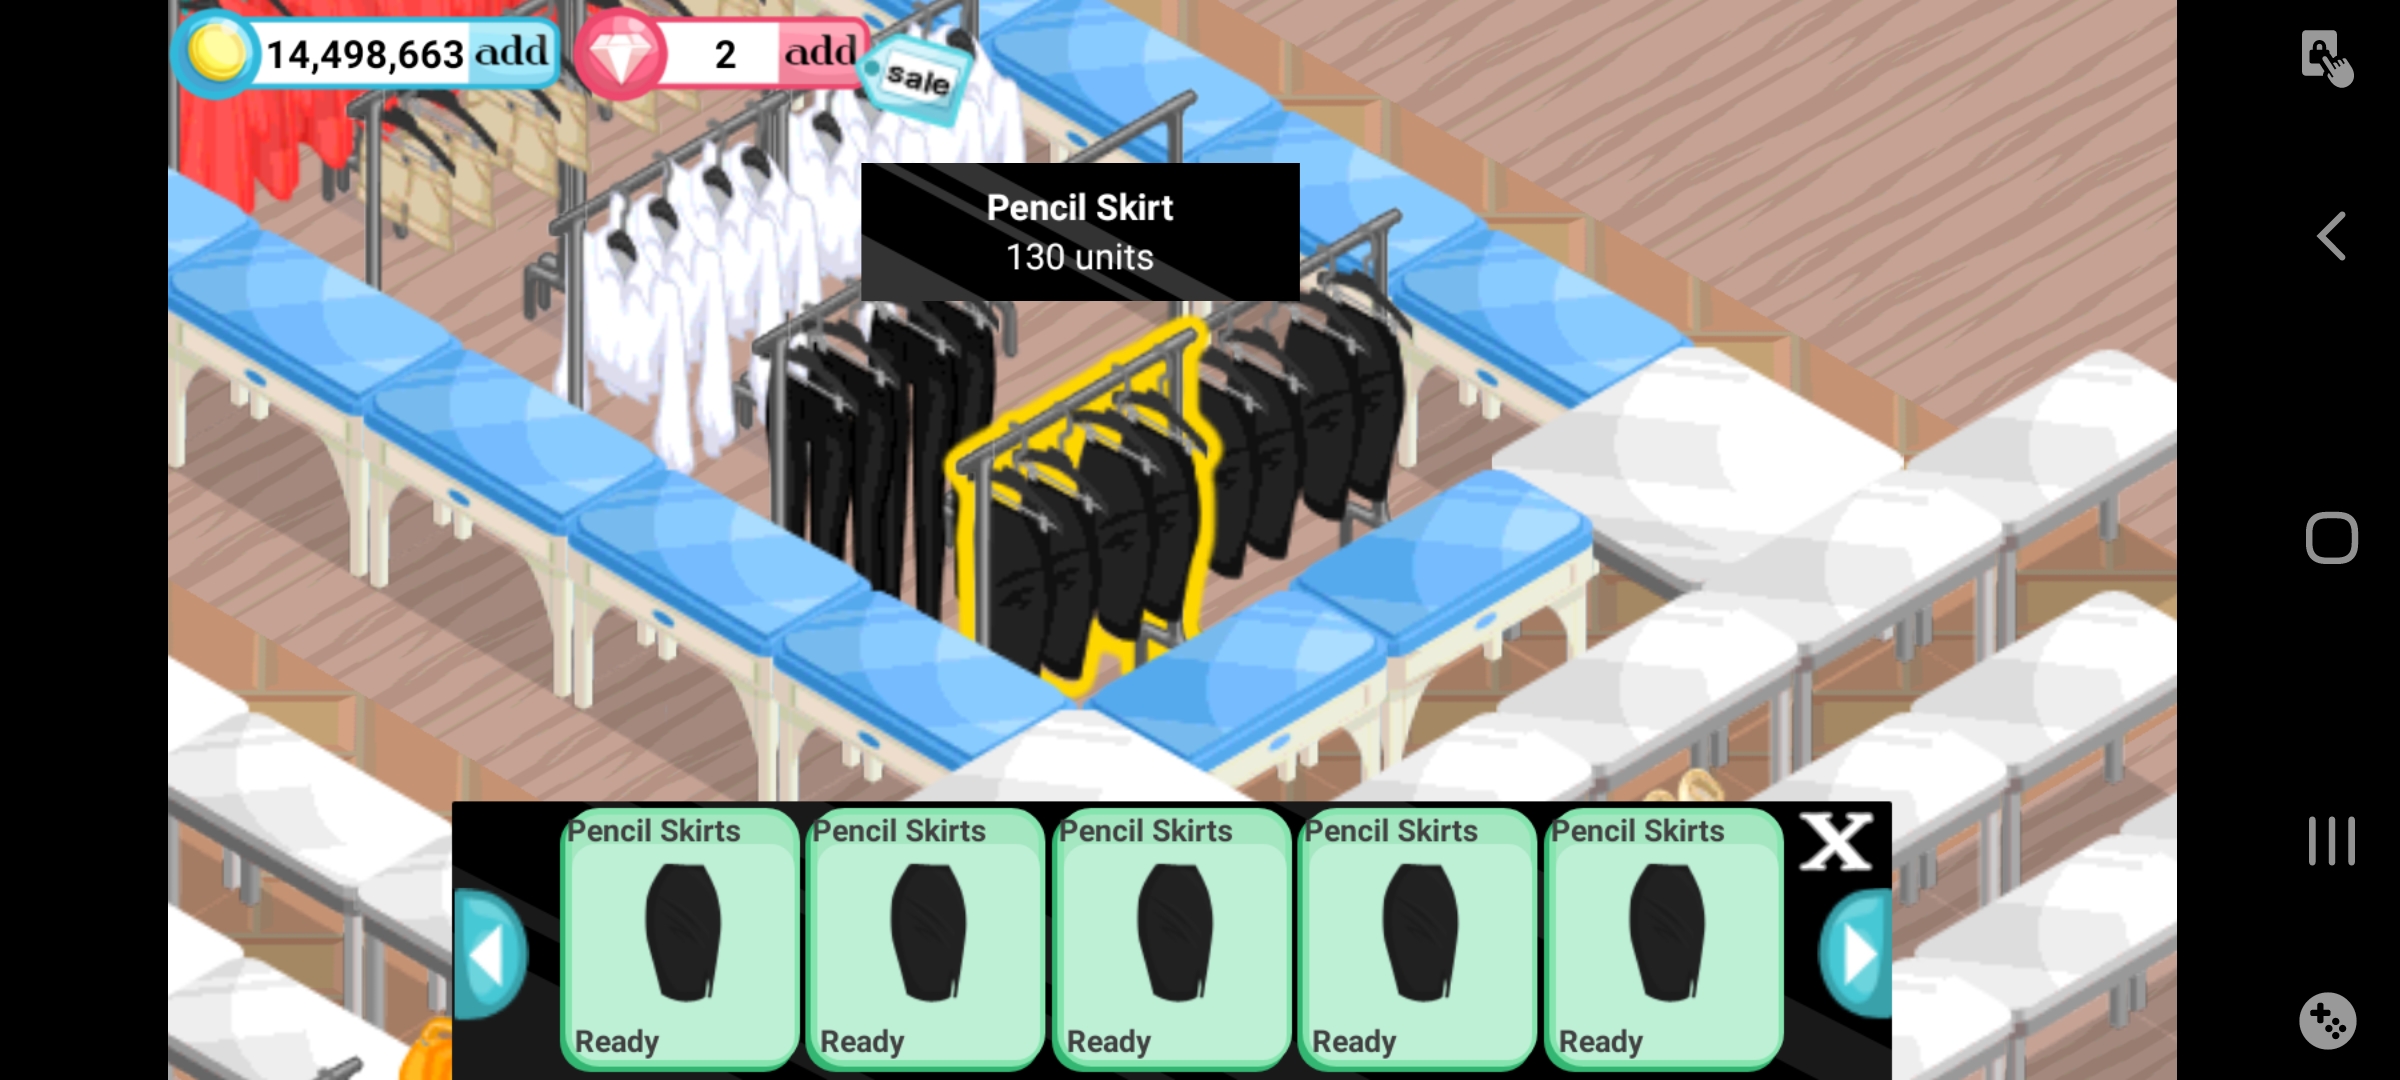 14,498,663 add
2 add
sale
Pencil Skirt
130 units
Pencil Skirts Pencil Skirts Pencil Skirts Pencil Skirts Pencil Skirts
X
Ready Ready Ready Ready Ready